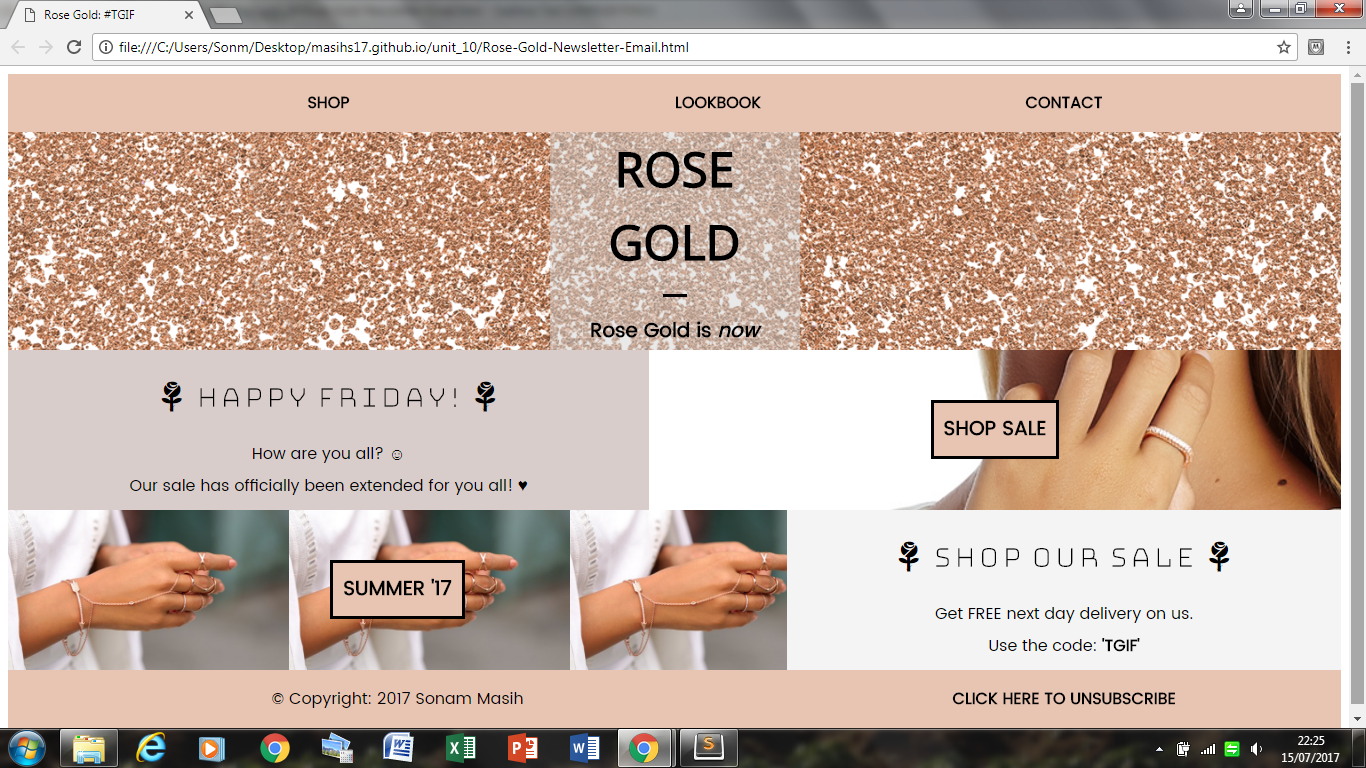 Rose Gold: #TGIF
file:///C:/Users/Sonm/Desktop/masihs17.github.io/unit_10/Rose-Gold-Newsletter-Email.html
SHOP LOOKBOOK CONTACT
ROSE
GOLD
Rose Gold is now
HAPPY FRIDAY!
How are you all? ☺
Our sale has officially been extended for you all! ♥
SHOP SALE
SUMMER '17
SHOP OUR SALE
Get FREE next day delivery on us.
Use the code: 'TGIF'
© Copyright: 2017 Sonam Masih
CLICK HERE TO UNSUBSCRIBE
22:25
15/07/2017